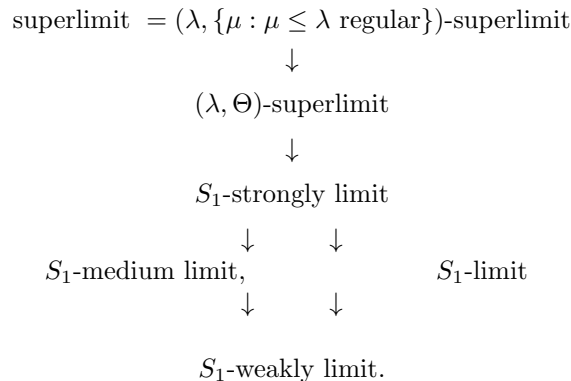 superlimit = (λ, {μ : μ ≤ λ regular})-superlimit
↓
(λ, Θ)-superlimit
↓
S₁-strongly limit
↓ ↓
S₁-medium limit, S₁-limit
↓ ↓
S₁-weakly limit.